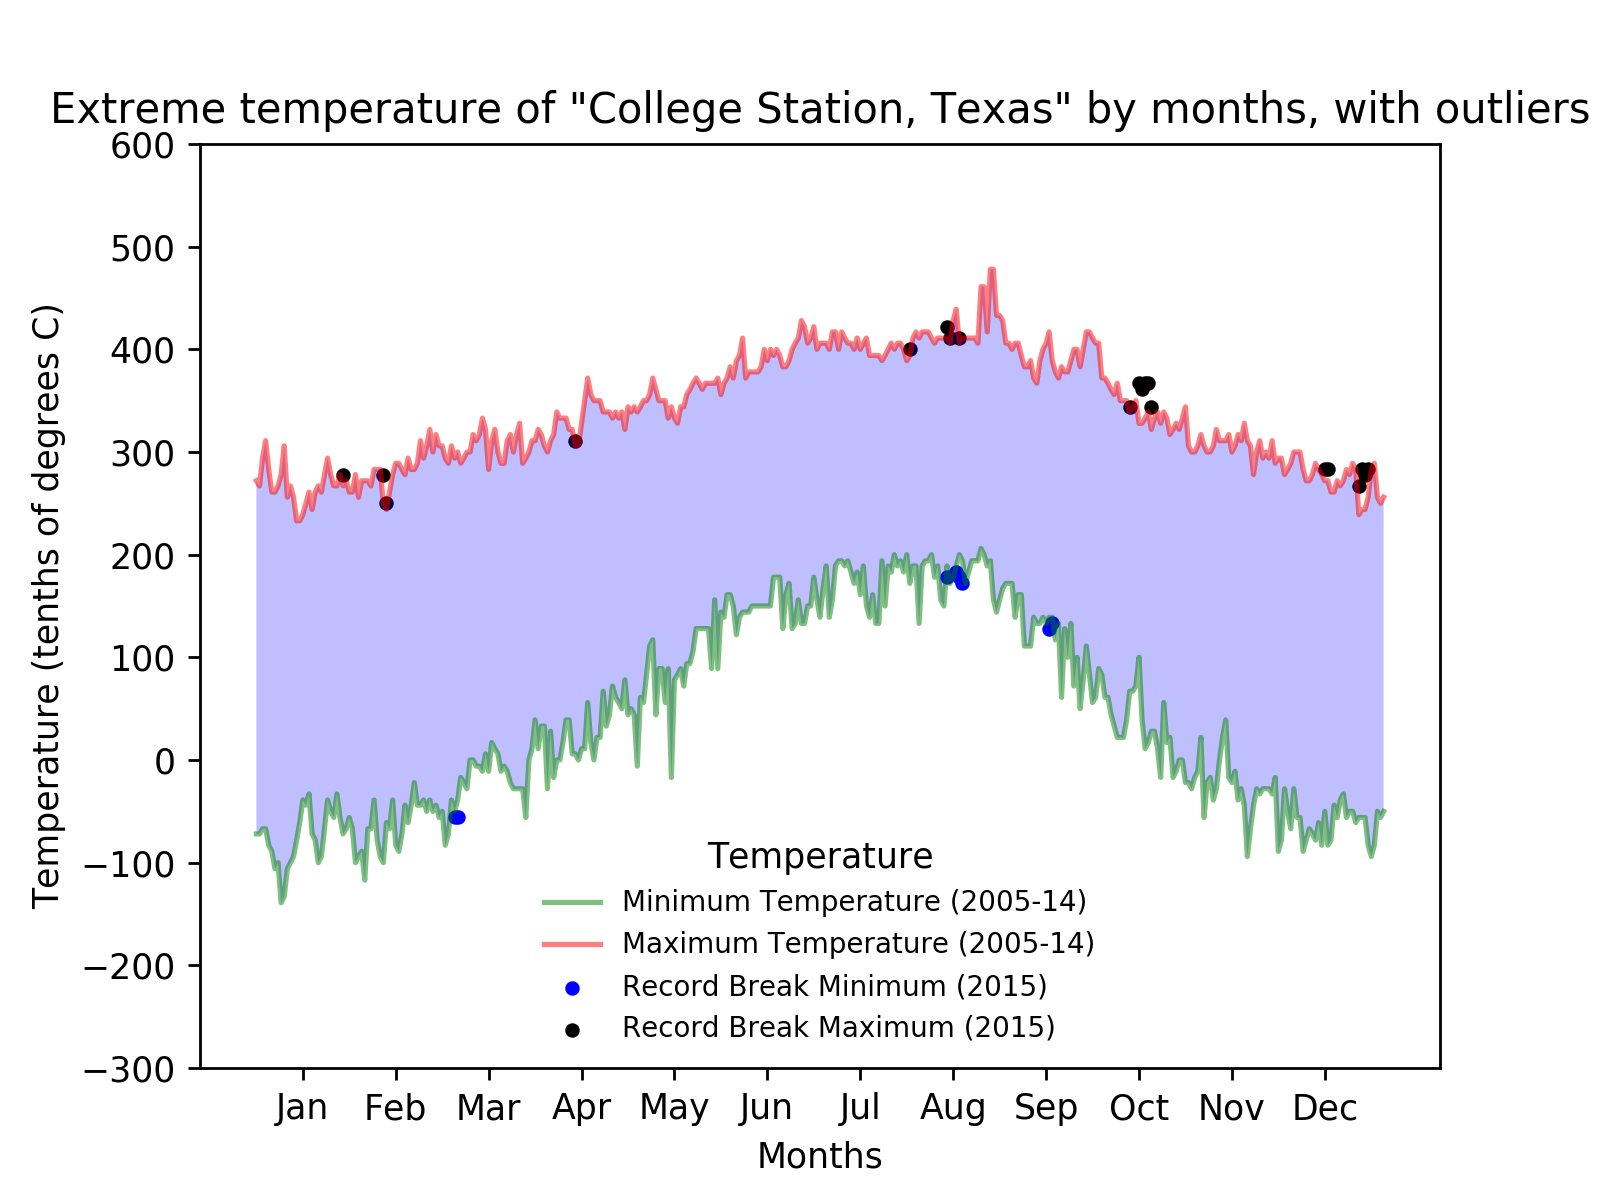 Extreme temperature of "College Station, Texas" by months, with outliers
600
500
400
300
200
100
0
−100
−200
−300
Temperature (tenths of degrees C)
Temperature
Minimum Temperature (2005-14)
Maximum Temperature (2005-14)
Record Break Minimum (2015)
Record Break Maximum (2015)
Jan Feb Mar Apr May Jun Jul Aug Sep Oct Nov Dec
Months